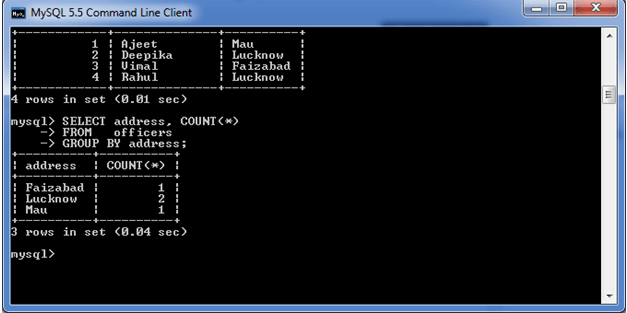 MySQL 5.5 Command Line Client
1 | Ajeet | Mau
2 | Deepika | Lucknow
3 | Vimal | Faizabad
4 | Rahul | Lucknow
4 rows in set (0.01 sec)
mysql> SELECT address, COUNT(*)
-> FROM officers
-> GROUP BY address;
| address | COUNT(*) |
| Faizabad | 1 |
| Lucknow | 2 |
| Mau | 1 |
3 rows in set (0.04 sec)
mysql>